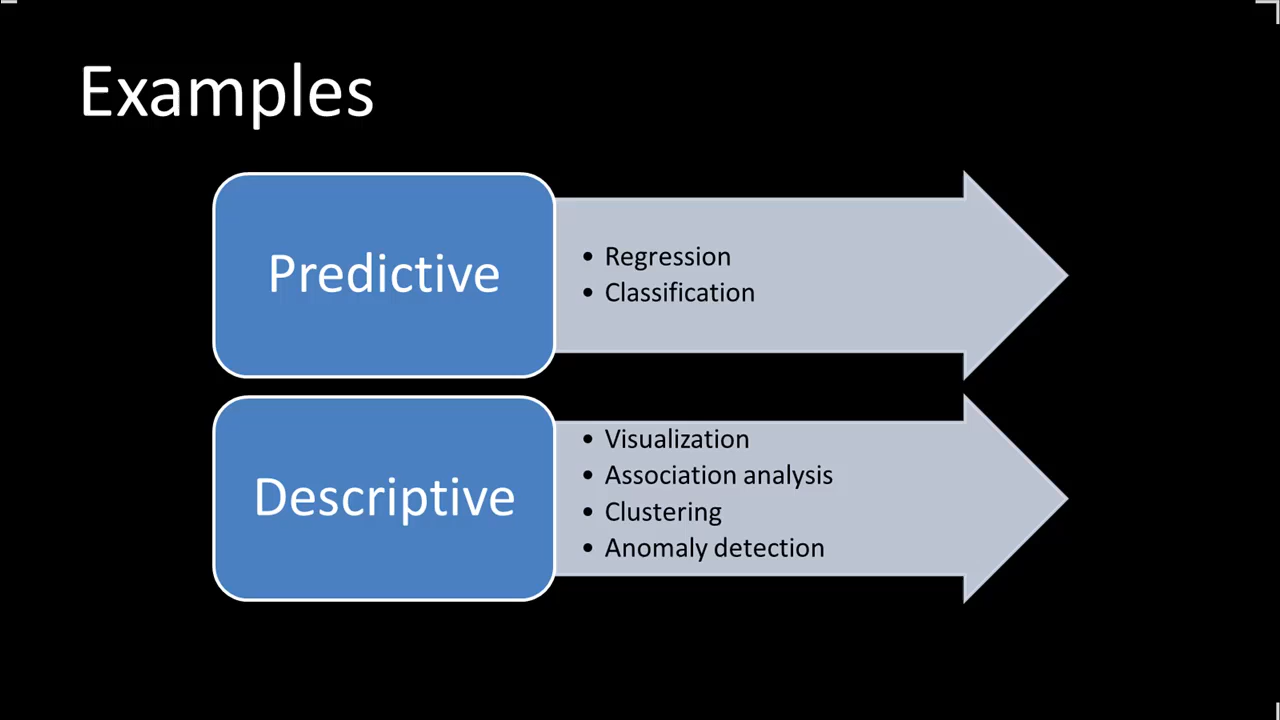 Examples
Predictive
• Regression
• Classification
Descriptive
• Visualization
• Association analysis
• Clustering
• Anomaly detection